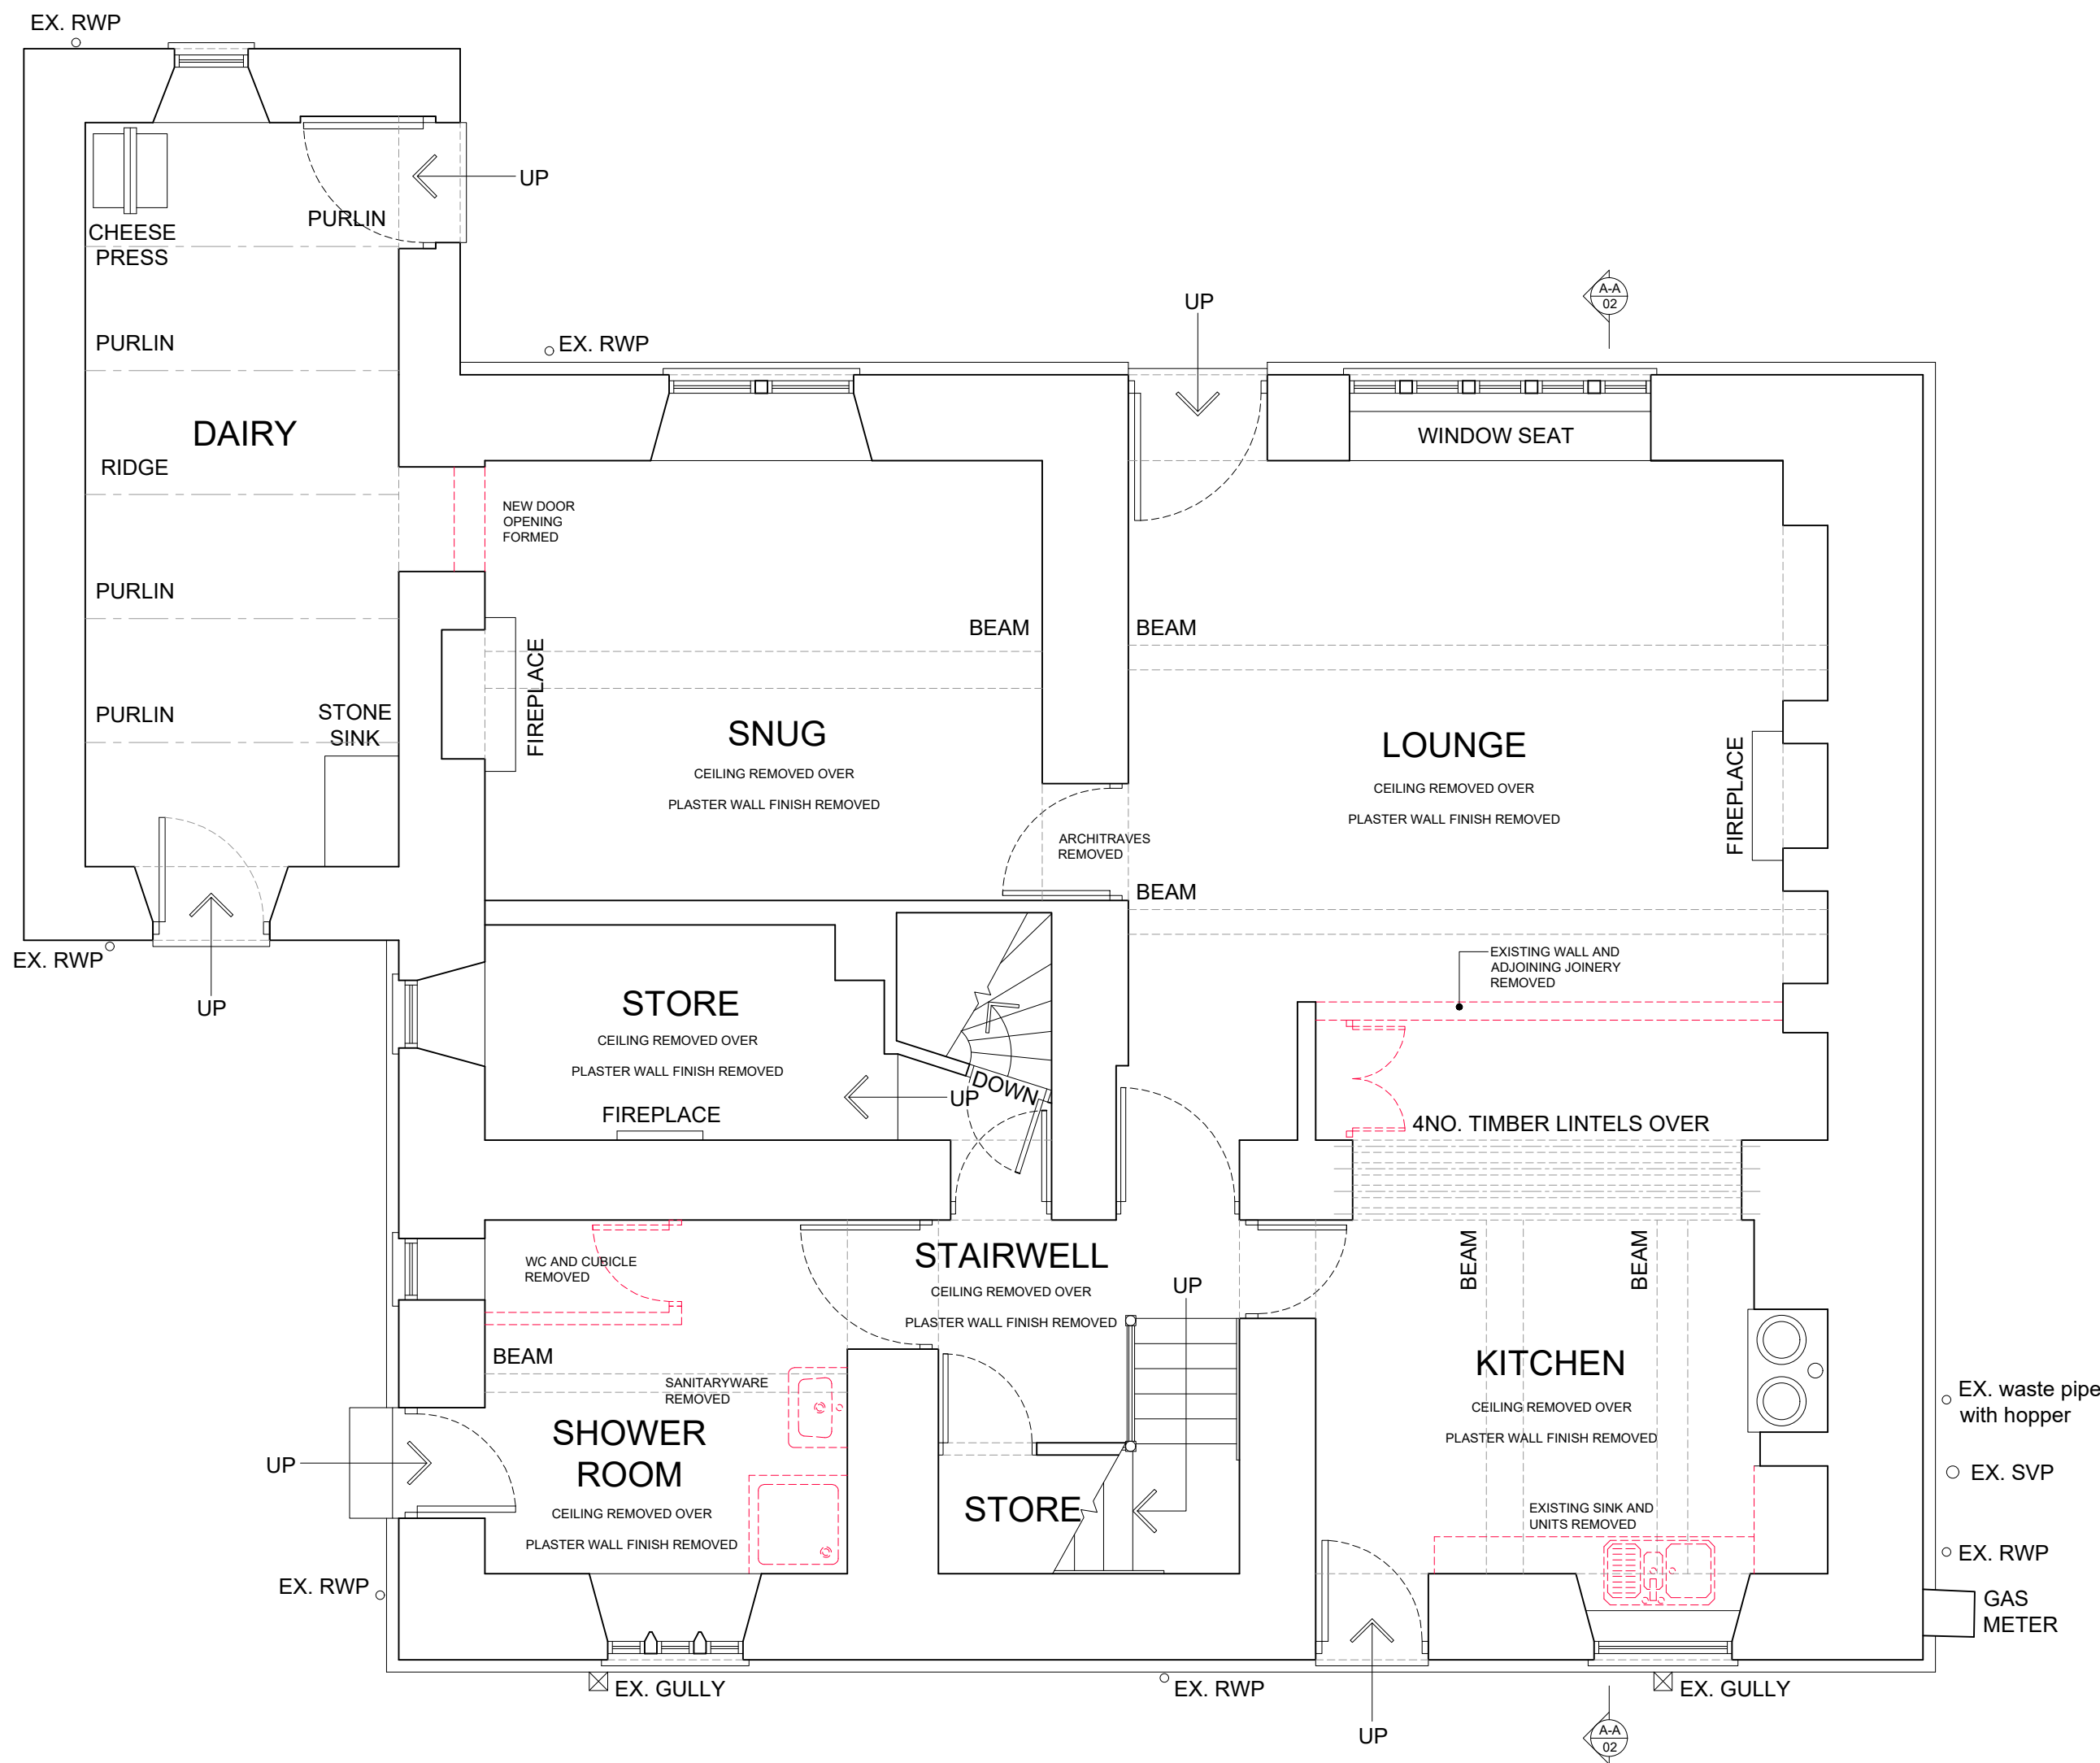 EX. RWP
UP
PURLIN
CHEESE
PRESS
PURLIN
DAIRY
RIDGE
PURLIN
PURLIN
STONE
SINK
EX. RWP
UP
EX. RWP
UP
A-A
02
WINDOW SEAT
NEW DOOR
OPENING
FORMED
BEAM
BEAM
FIREPLACE
SNUG
CEILING REMOVED OVER
PLASTER WALL FINISH REMOVED
LOUNGE
CEILING REMOVED OVER
PLASTER WALL FINISH REMOVED
FIREPLACE
ARCHITRAVES
REMOVED
BEAM
EXISTING WALL AND
ADJOINING JOINERY
REMOVED
STORE
CEILING REMOVED OVER
PLASTER WALL FINISH REMOVED
FIREPLACE
UP
DOWN
4NO. TIMBER LINTELS OVER
WC AND CUBICLE
REMOVED
STAIRWELL
CEILING REMOVED OVER
PLASTER WALL FINISH REMOVED
UP
BEAM
BEAM
BEAM
SANITARYWARE
REMOVED
SHOWER
ROOM
CEILING REMOVED OVER
PLASTER WALL FINISH REMOVED
UP
STORE
KITCHEN
CEILING REMOVED OVER
PLASTER WALL FINISH REMOVED
EXISTING SINK AND
UNITS REMOVED
EX. waste pipe
with hopper
EX. SVP
EX. RWP
GAS
METER
EX. RWP
EX. GULLY
EX. RWP
EX. GULLY
UP
A-A
02